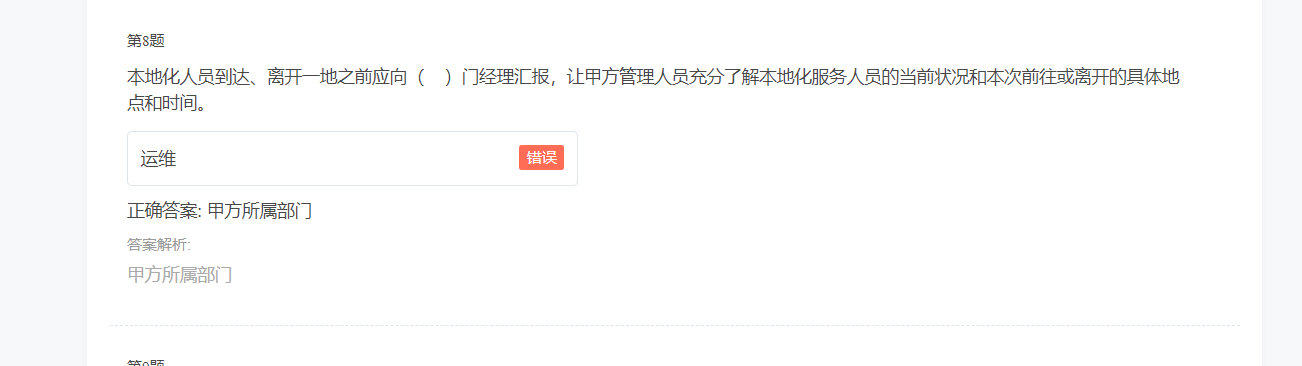 第8题
本地化人员到达、离开一地之前应向（ ）门经理汇报，让甲方管理人员充分了解本地化服务人员的当前状况和本次前往或离开的具体地
点和时间。
运维 错误
正确答案: 甲方所属部门
答案解析:
甲方所属部门
第9题